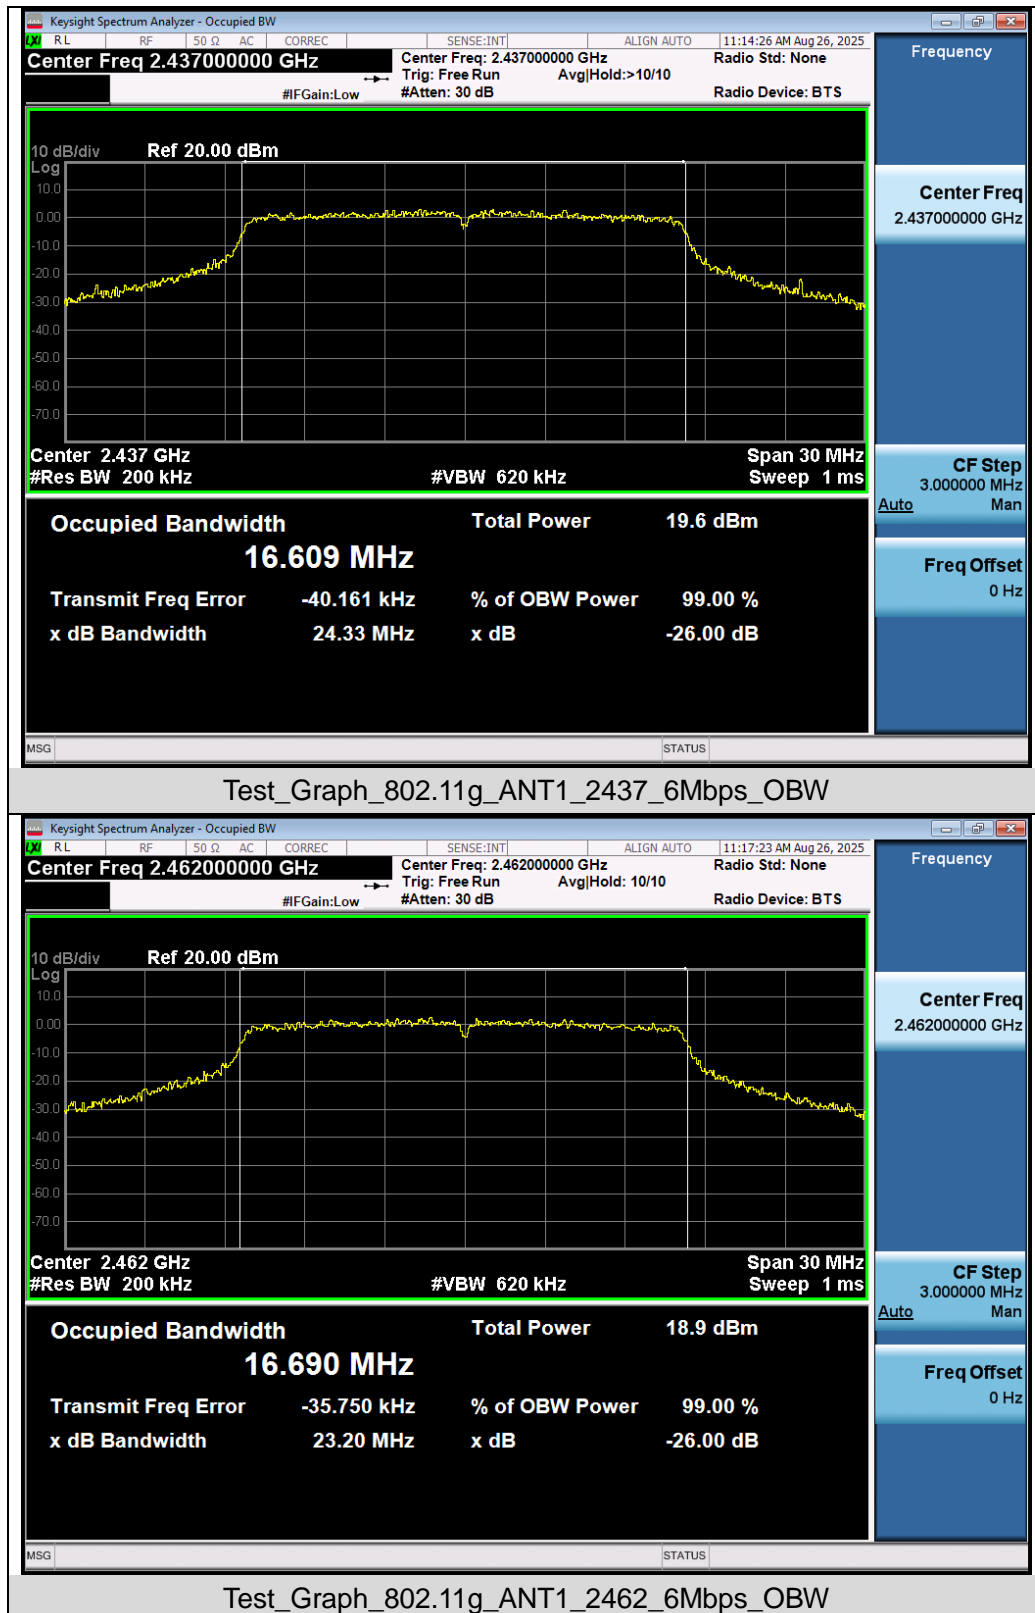 Keysight Spectrum Analyzer - Occupied BW
LXI RL RF 50 Ω AC CORREC SENSE:INT ALIGN AUTO 11:14:26 AM Aug 26, 2025
Center Freq 2.437000000 GHz
Center Freq: 2.437000000 GHz
Radio Std: None
Trig: Free Run Avg|Hold:>10/10
#IFGain:Low
#Atten: 30 dB
Radio Device: BTS
Frequency
10 dB/div Ref 20.00 dBm
Log
10.0
0.00
-10.0
-20.0
-30.0
-40.0
-50.0
-60.0
-70.0
Center 2.437 GHz Span 30 MHz
#Res BW 200 kHz #VBW 620 kHz Sweep 1 ms
Center Freq
2.437000000 GHz
CF Step
3.000000 MHz
Auto Man
Freq Offset
0 Hz
Occupied Bandwidth Total Power 19.6 dBm
16.609 MHz
Transmit Freq Error -40.161 kHz % of OBW Power 99.00 %
x dB Bandwidth 24.33 MHz x dB -26.00 dB
MSG STATUS
Test_Graph_802.11g_ANT1_2437_6Mbps_OBW
Keysight Spectrum Analyzer - Occupied BW
LXI RL RF 50 Ω AC CORREC SENSE:INT ALIGN AUTO 11:17:23 AM Aug 26, 2025
Center Freq 2.462000000 GHz
Center Freq: 2.462000000 GHz
Radio Std: None
Trig: Free Run Avg|Hold: 10/10
#IFGain:Low
#Atten: 30 dB
Radio Device: BTS
Frequency
10 dB/div Ref 20.00 dBm
Log
10.0
0.00
-10.0
-20.0
-30.0
-40.0
-50.0
-60.0
-70.0
Center 2.462 GHz Span 30 MHz
#Res BW 200 kHz #VBW 620 kHz Sweep 1 ms
Center Freq
2.462000000 GHz
CF Step
3.000000 MHz
Auto Man
Freq Offset
0 Hz
Occupied Bandwidth Total Power 18.9 dBm
16.690 MHz
Transmit Freq Error -35.750 kHz % of OBW Power 99.00 %
x dB Bandwidth 23.20 MHz x dB -26.00 dB
MSG STATUS
Test_Graph_802.11g_ANT1_2462_6Mbps_OBW